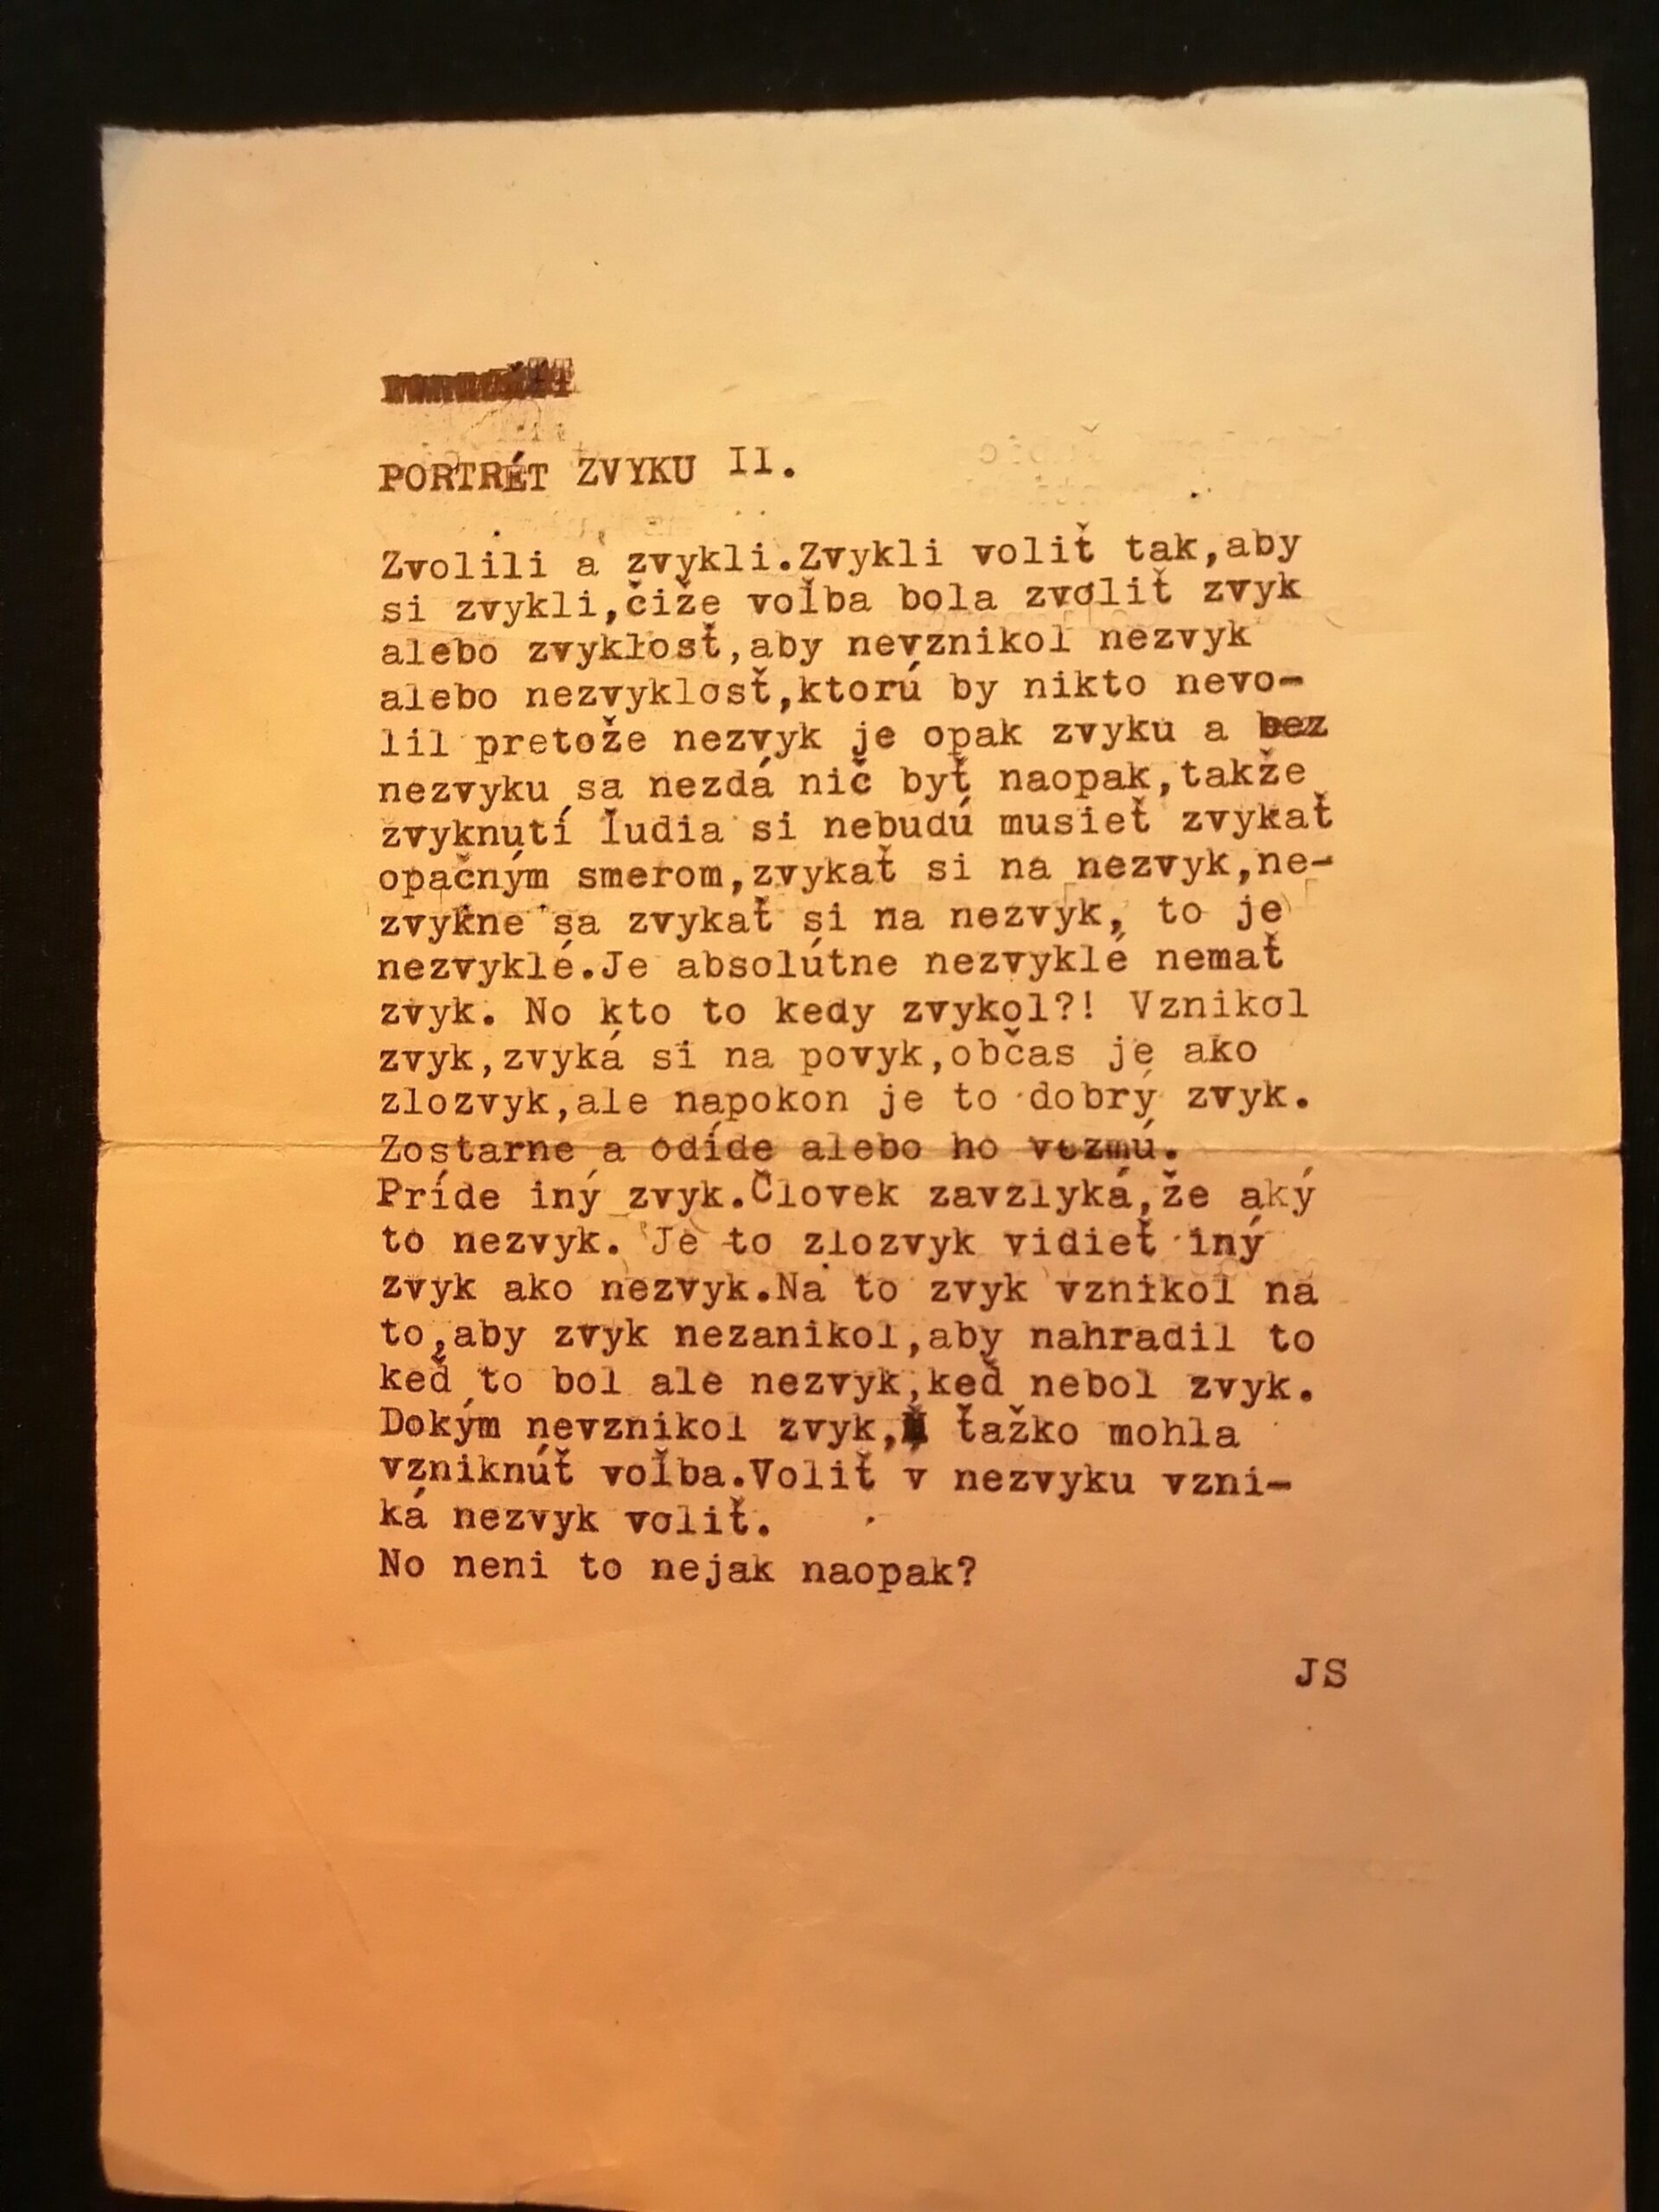 PORTRÉT ZVYKU II.
Zvolili a zvykli.Zvykli voliť tak,aby
si zvykli,čiže voľba bola zvoliť zvyk
alebo zvyklosť,aby nevznikol nezvyk
alebo nezvyklosť,ktorú by nikto nevo-
lil pretože nezvyk je opak zvyku a bez
nezvyku sa nezdá nič byť naopak,takže
zvyknutí ľudia si nebudú musieť zvykať
opačným smerom,zvykať si na nezvyk,ne-
zvykne sa zvykať si na nezvyk, to je
nezvyklé.Je absolútne nezvyklé nemať
zvyk. No kto to kedy zvykol?! Vznikol
zvyk,zvyká si na povyk,občas je ako
zlozvyk,ale napokon je to dobrý zvyk.
Zostarne a odíde alebo ho vezmú.
Príde iný zvyk.Človek zavzlyká,že aký
to nezvyk. Je to zlozvyk vidieť iný
zvyk ako nezvyk.Na to zvyk vznikol na
to,aby zvyk nezanikol,aby nahradil to
keď to bol ale nezvyk,keď nebol zvyk.
Dokým nevznikol zvyk, ťažko mohla
vzniknúť voľba.Voliť v nezvyku vzni-
ká nezvyk voliť.
No neni to nejak naopak?
JS